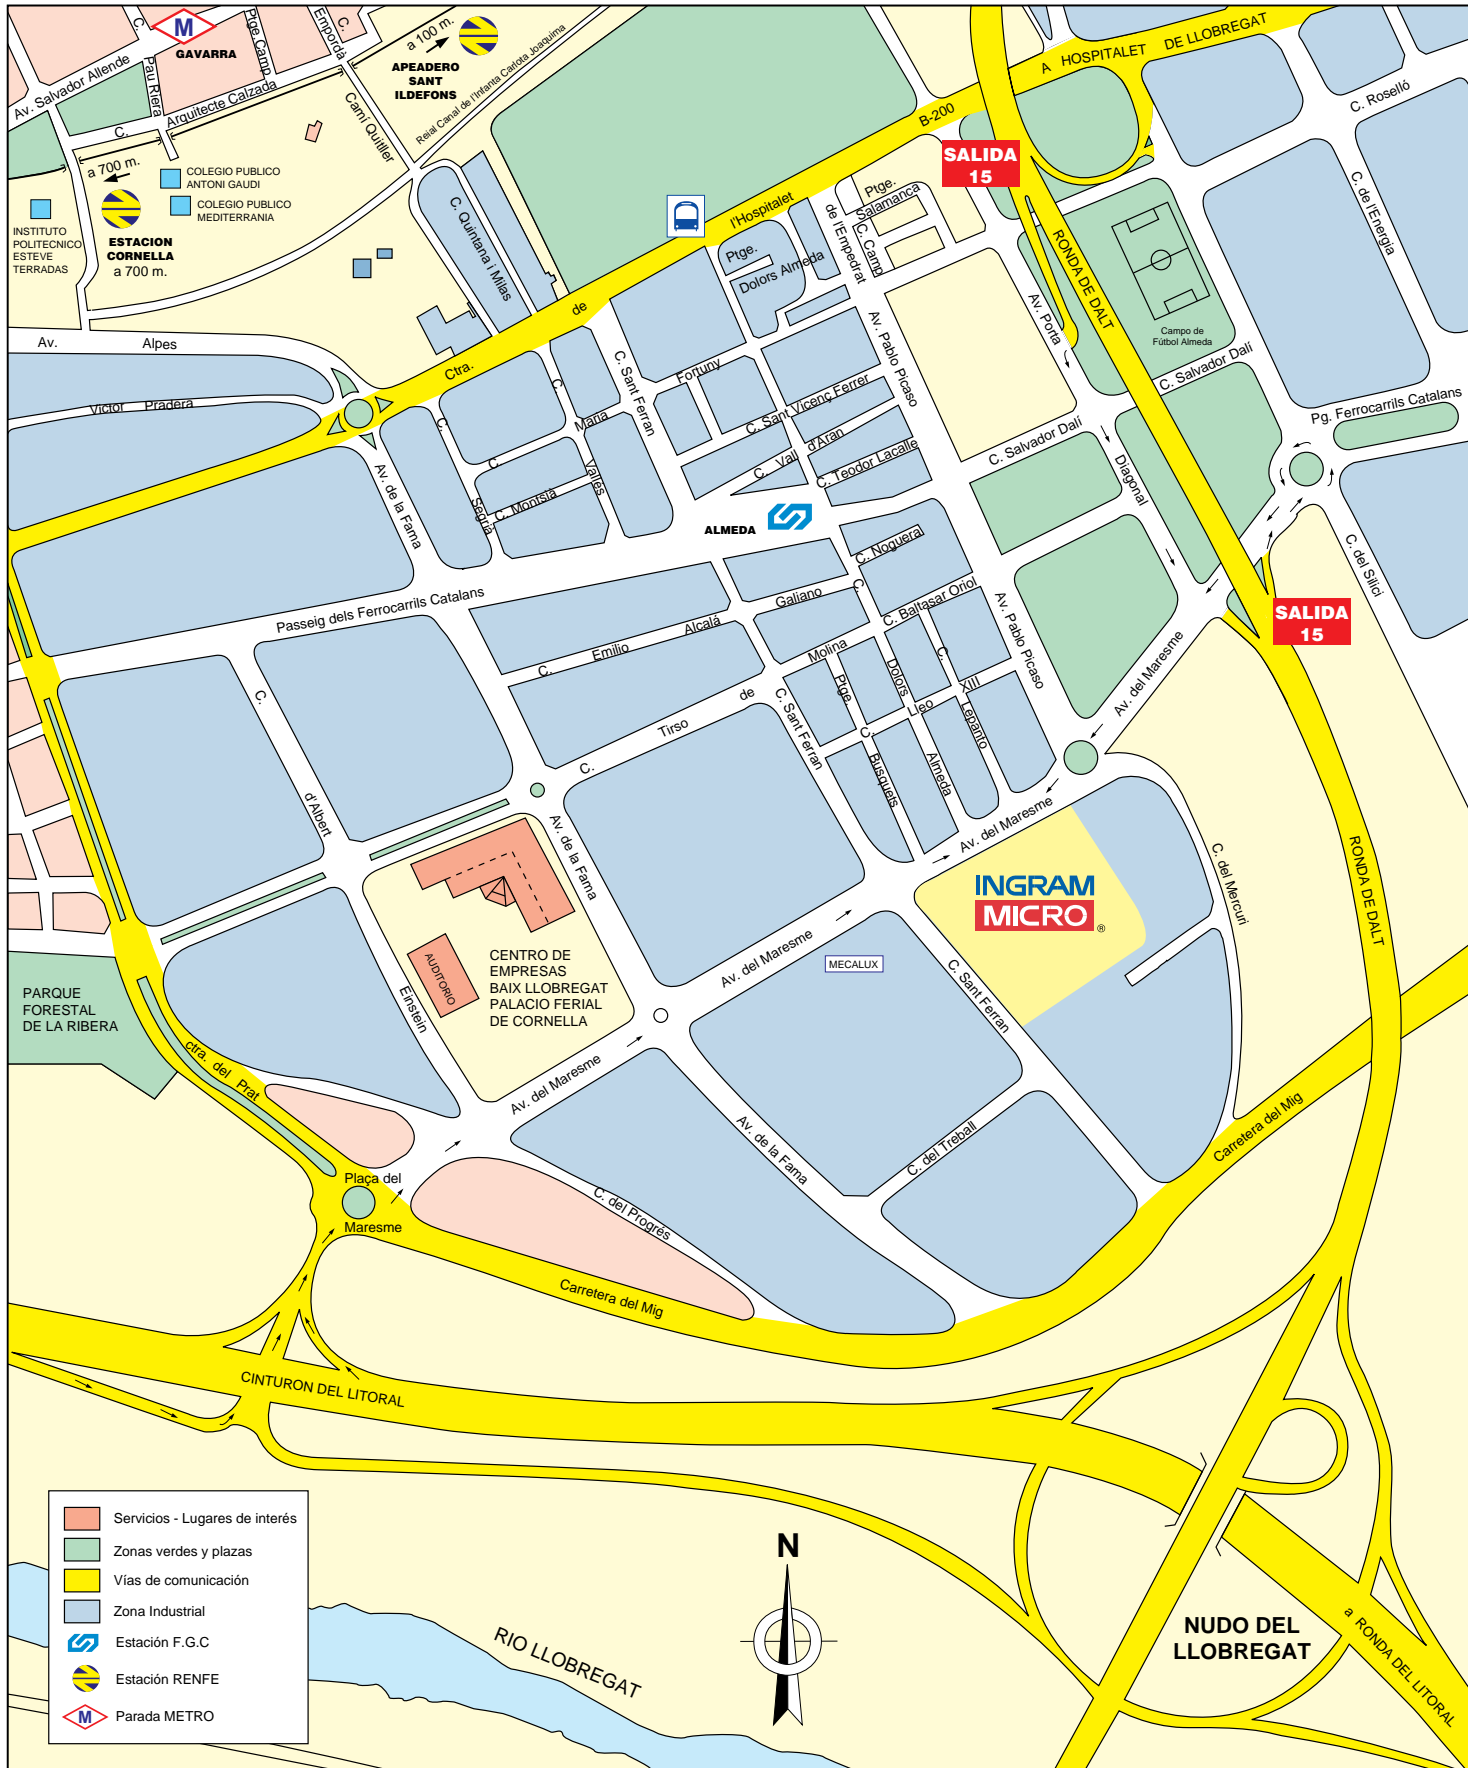 C.
M
GAVARRA
Ptge.Camp
Empordà
C.
Av. Salvador Allende
Pau Riera
C.
Arquitecte Calzada
Camí Quitller
a 100 m.
APEADERO
SANT
ILDEFONS
Reial Canal de l'Infanta Carlota Joaquima
a 700 m.
COLEGIO PUBLICO
ANTONI GAUDI
COLEGIO PUBLICO
MEDITERRANIA
INSTITUTO
POLITECNICO
ESTEVE
TERRADAS
ESTACION
CORNELLA
a 700 m.
C. Quintana i Milas
A HOSPITALET DE LLOBREGAT
B-200
SALIDA
15
C. Roselló
C. de l'Energia
Ptge.
Salamanca
C. Camp
de l'Empedrat
l'Hospitalet
de
Ctra.
Ptge.
Dolors Almeda
RONDA DE DALT
Campo de
Fútbol Almeda
Av. Porta
Diagonal
Av. Alpes
Victor Pradera
Fortuny
C. Sant Ferran
Av. Pablo Picaso
C. Salvador Dalí
C. Salvador Dalí
Pg. Ferrocarrils Catalans
C. Sant Vicenç Ferrer
C. Vall d'Aran
C. Teodor Lacalle
C.
Maria
C.
C.
Valles
C.
Segrià
C. Montsià
Av. de la Fama
ALMEDA
C. Noguera
C.
C. Baltasar Oriol
C. del Silici
SALIDA
15
Passeig dels Ferrocarrils Catalans
C. Emilio Alcalá Galiano
C. Tirso de Molina
Av. Pablo Picaso
Av. del Maresme
C. Sant Ferran
Ptge.
Busquets
Dolors
Almeda
C.
Lepanto
C. Lleo XIII
C.
d'Albert
Einstein
Av. de la Fama
Av. del Maresme
C. del Mercuri
RONDA DE DALT
INGRAM
MICRO
®
AUDITORIO
CENTRO DE
EMPRESAS
BAIX LLOBREGAT
PALACIO FERIAL
DE CORNELLA
Av. del Maresme
MECALUX
C. Sant Ferran
PARQUE
FORESTAL
DE LA RIBERA
ctra. del Prat
Av. del Maresme
Av. de la Fama
C. del Treball
Carretera del Mig
Plaça del
Maresme
C. del Progrés
Carretera del Mig
CINTURON DEL LITORAL
Servicios - Lugares de interés
Zonas verdes y plazas
Vías de comunicación
Zona Industrial
Estación F.G.C
Estación RENFE
M
Parada METRO
RIO LLOBREGAT
N
NUDO DEL
LLOBREGAT
a RONDA DEL LITORAL